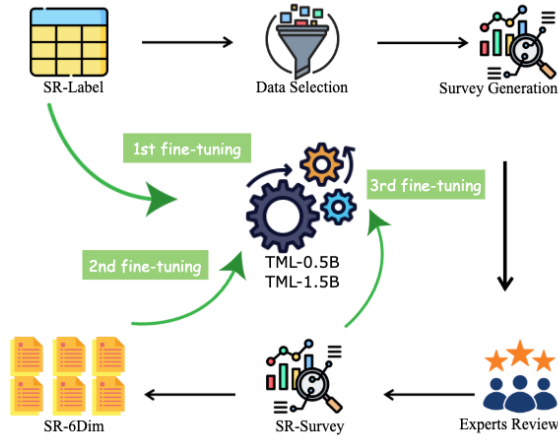 SR-Label
Data Selection
Survey Generation
1st fine-tuning
3rd fine-tuning
2nd fine-tuning
TML-0.5B
TML-1.5B
SR-6Dim
SR-Survey
Experts Review